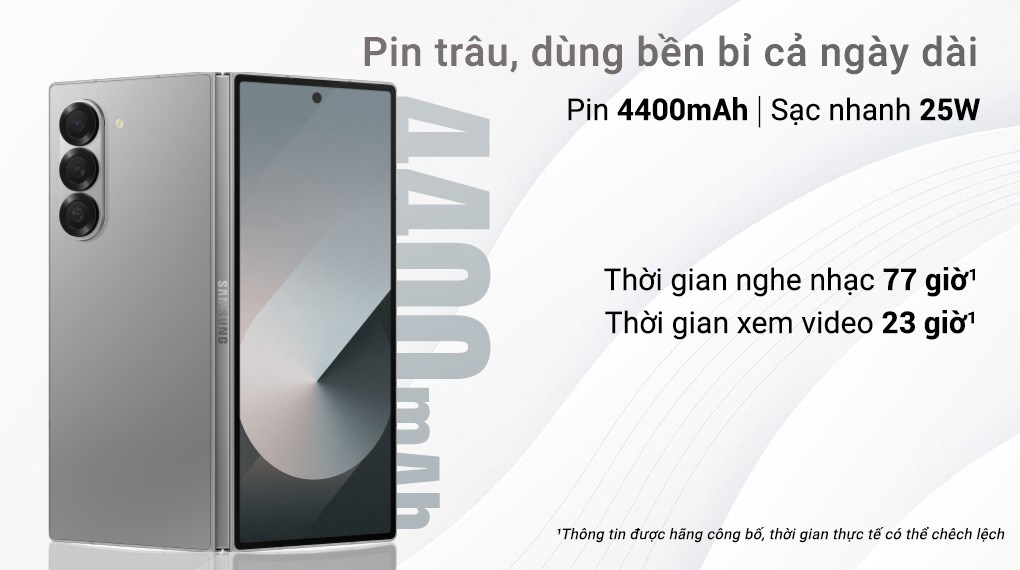 Pin trâu, dùng bền bỉ cả ngày dài
Pin 4400mAh | Sạc nhanh 25W
4400mAh
SAMSUNG
Thời gian nghe nhạc 77 giờ¹
Thời gian xem video 23 giờ¹
¹Thông tin được hãng công bố, thời gian thực tế có thể chêch lệch